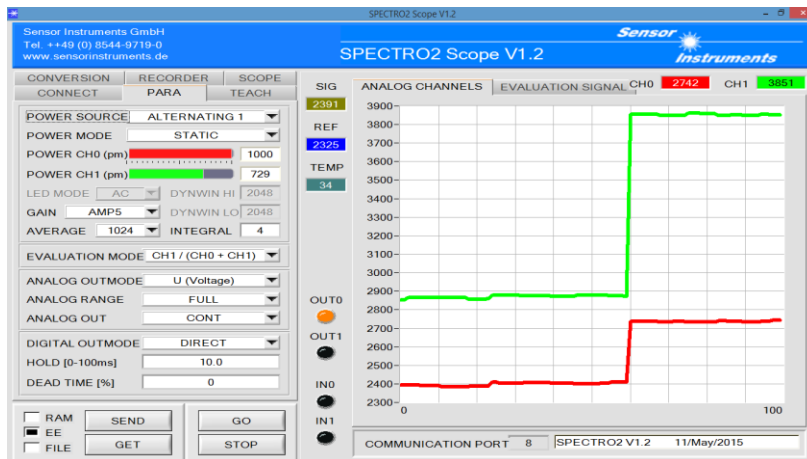 SPECTRO2 Scope V1.2
Sensor Instruments GmbH
Tel. ++49 (0) 8544-9719-0
www.sensorinstruments.de
SPECTRO2 Scope V1.2
Sensor
Instruments
CONVERSION RECORDER SCOPE
CONNECT PARA TEACH
POWER SOURCE ALTERNATING 1
POWER MODE STATIC
POWER CH0 (pm) 1000
POWER CH1 (pm) 729
LED MODE AC DYNWIN HI 2048
GAIN AMP5 DYNWIN LO 2048
AVERAGE 1024 INTEGRAL 4
EVALUATION MODE CH1 / (CH0 + CH1)
ANALOG OUTMODE U (Voltage)
ANALOG RANGE FULL
ANALOG OUT CONT
DIGITAL OUTMODE DIRECT
HOLD [0-100ms] 10.0
DEAD TIME [%] 0
RAM
EE
FILE
SEND GO
GET STOP
SIG
2391
REF
2325
TEMP
34
OUT0
OUT1
IN0
IN1
ANALOG CHANNELS EVALUATION SIGNAL CH0 2742 CH1 3851
3900
3800
3700
3600
3500
3400
3300
3200
3100
3000
2900
2800
2700
2600
2500
2400
2300
0 100
COMMUNICATION PORT 8 SPECTRO2 V1.2 11/May/2015